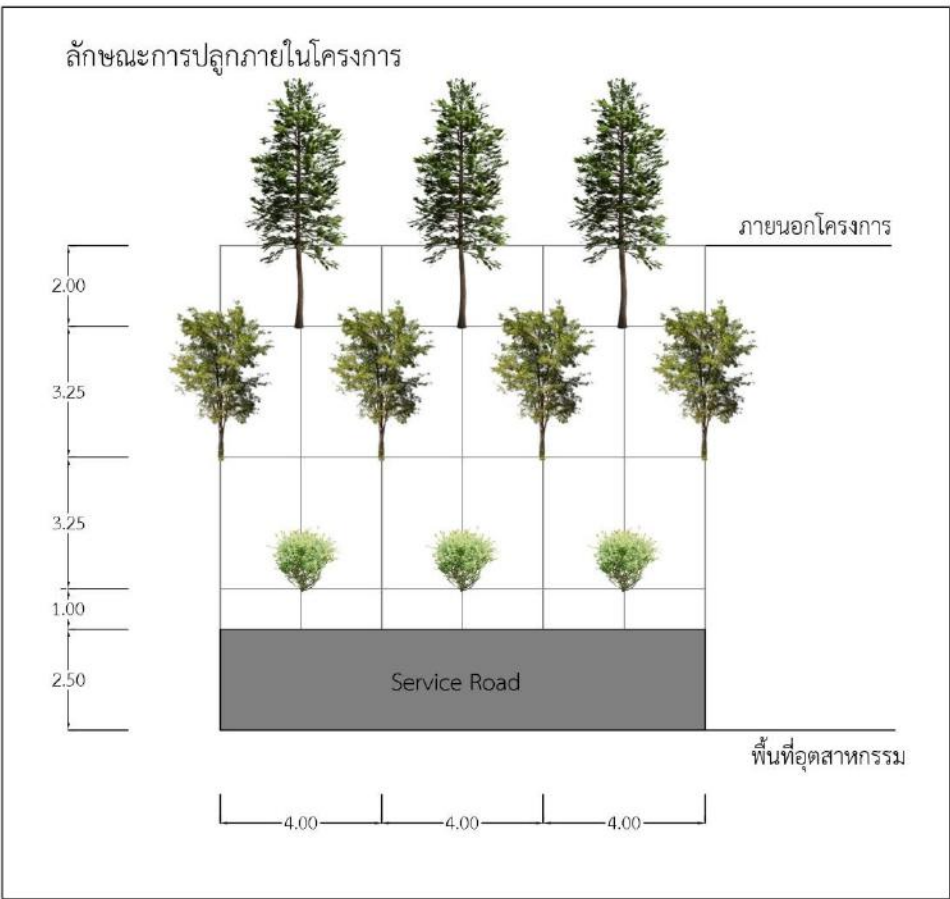 ลักษณะการปลูกภายในโครงการ
ภายนอกโครงการ
2.00
3.25
3.25
1.00
2.50
Service Road
พื้นที่อุตสาหกรรม
4.00 4.00 4.00